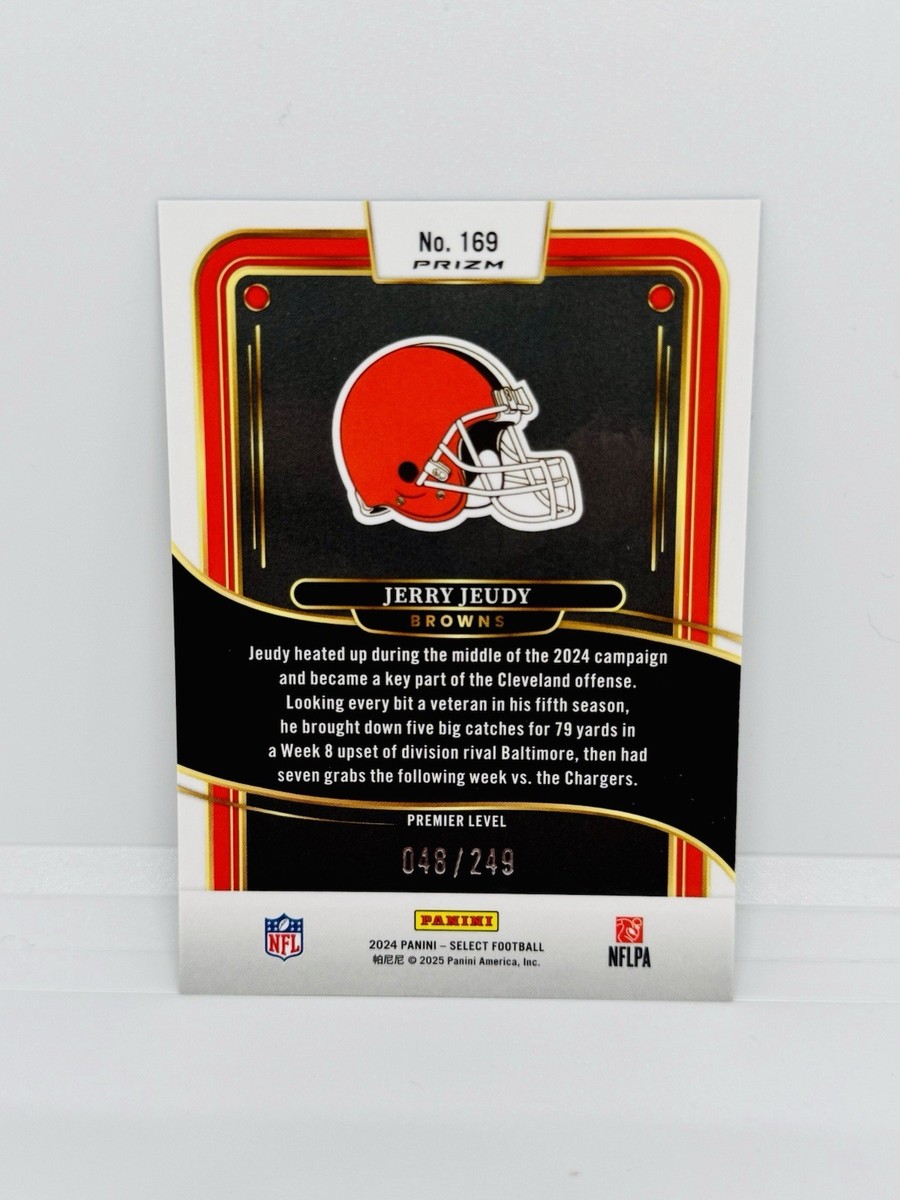 No. 169
PRIZM
JERRY JEUDY
BROWNS
Jeudy heated up during the middle of the 2024 campaign
and became a key part of the Cleveland offense.
Looking every bit a veteran in his fifth season,
he brought down five big catches for 79 yards in
a Week 8 upset of division rival Baltimore, then had
seven grabs the following week vs. the Chargers.
PREMIER LEVEL
048/249
NFL
PANINI
2024 PANINI – SELECT FOOTBALL
帕尼尼 © 2025 Panini America, Inc.
NFLPA